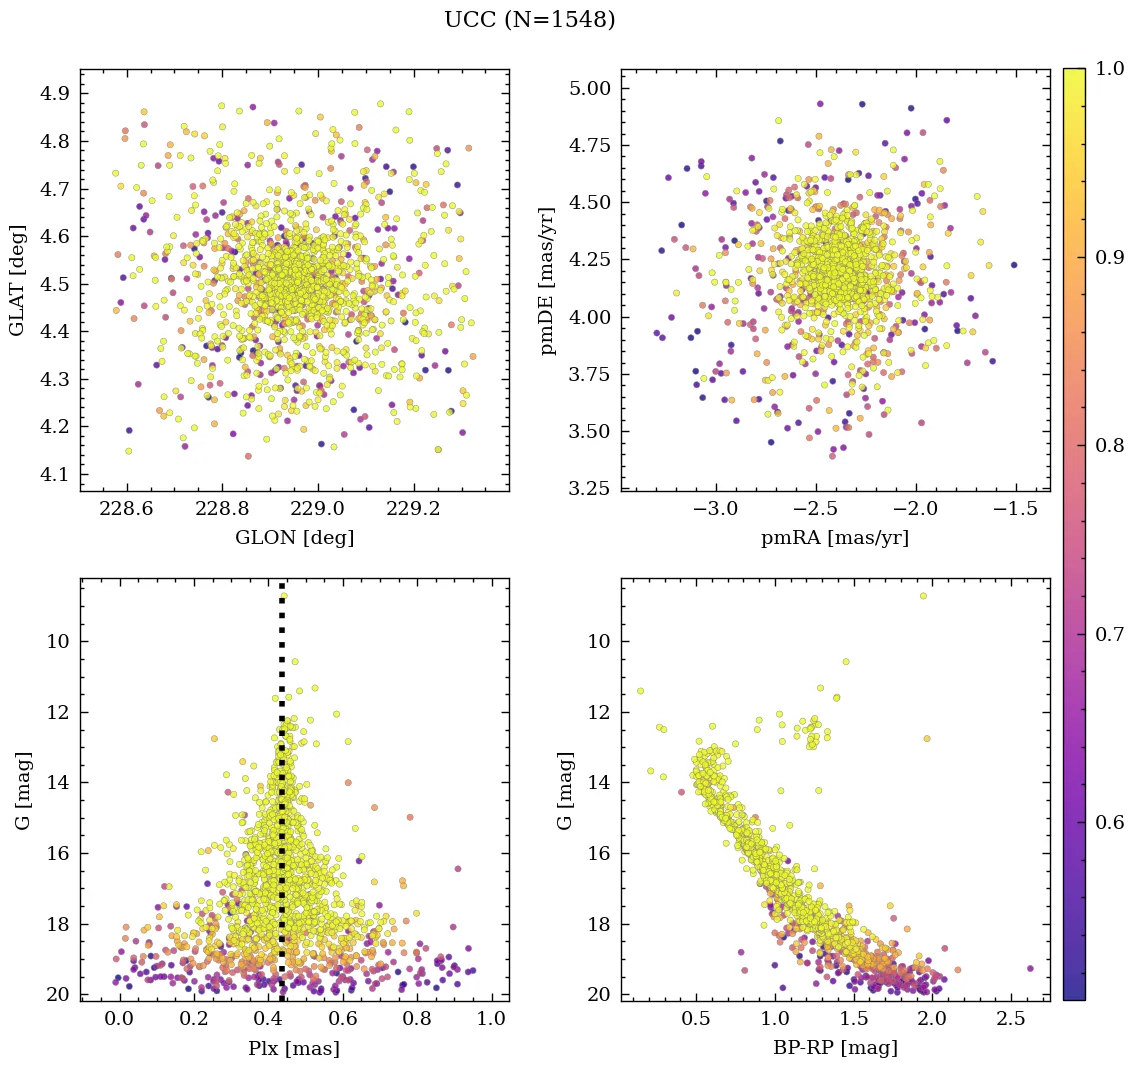 UCC (N=1548)
4.9
4.8
4.7
4.6
4.5
4.4
4.3
4.2
4.1
GLAT [deg]
228.6 228.8 229.0 229.2
GLON [deg]
5.00
4.75
4.50
4.25
4.00
3.75
3.50
3.25
pmDE [mas/yr]
−3.0 −2.5 −2.0 −1.5
pmRA [mas/yr]
10
12
14
16
18
20
G [mag]
0.0 0.2 0.4 0.6 0.8 1.0
Plx [mas]
10
12
14
16
18
20
G [mag]
0.5 1.0 1.5 2.0 2.5
BP-RP [mag]
1.0
0.9
0.8
0.7
0.6